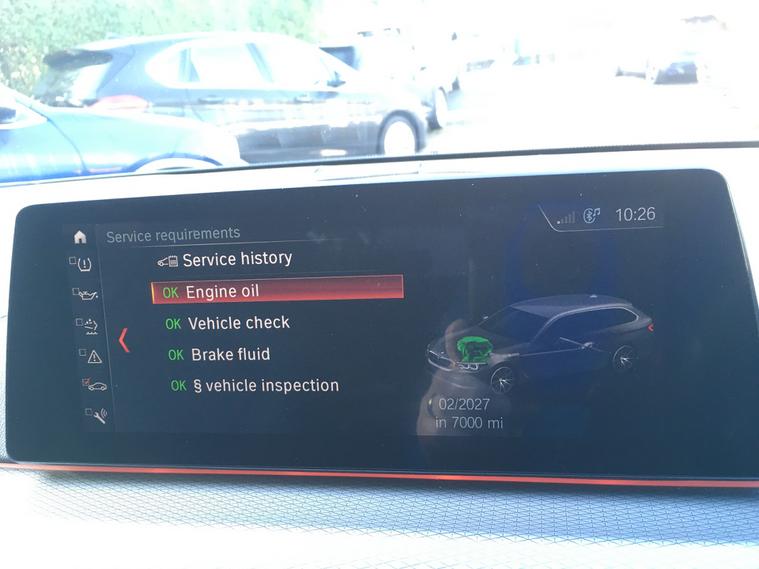 Service requirements
10:26
Service history
OK Engine oil
OK Vehicle check
OK Brake fluid
OK § vehicle inspection
02/2027
in 7000 mi